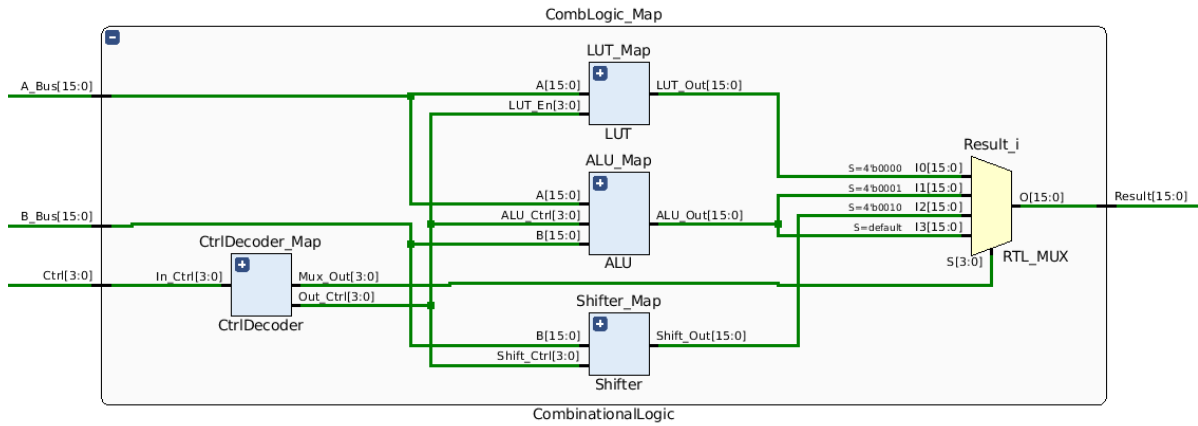 CombLogic_Map
LUT_Map
A_Bus[15:0]
A[15:0]
LUT_Out[15:0]
LUT_En[3:0]
LUT
Result_i
ALU_Map
S=4'b0000 I0[15:0]
S=4'b0001 I1[15:0]
A[15:0]
O[15:0]
Result[15:0]
B_Bus[15:0]
ALU_Ctrl[3:0]
ALU_Out[15:0]
S=4'b0010 I2[15:0]
S=default I3[15:0]
B[15:0]
CtrlDecoder_Map
ALU
S[3:0]
RTL_MUX
Ctrl[3:0]
In_Ctrl[3:0]
Mux_Out[3:0]
Out_Ctrl[3:0]
CtrlDecoder
Shifter_Map
B[15:0]
Shift_Out[15:0]
Shift_Ctrl[3:0]
Shifter
CombinationalLogic